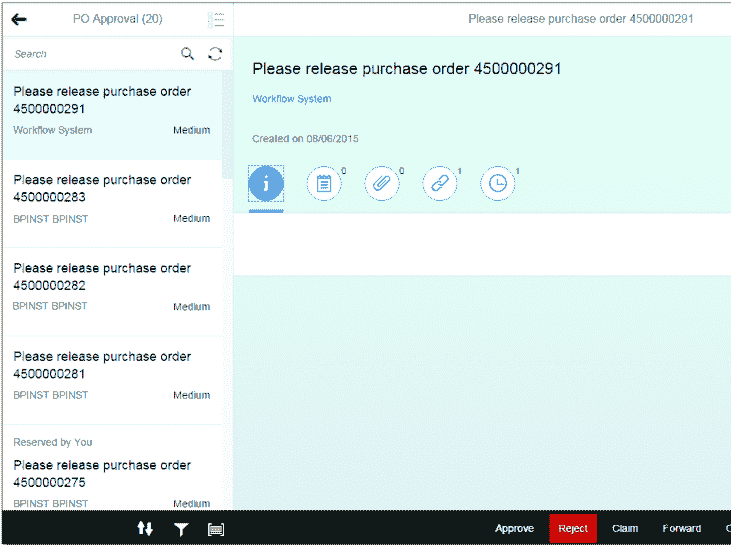 PO Approval (20)
Please release purchase order 4500000291
Search
Please release purchase order
4500000291
Workflow System
Medium
Please release purchase order
4500000283
BPINST BPINST
Medium
Please release purchase order
4500000282
BPINST BPINST
Medium
Please release purchase order
4500000281
BPINST BPINST
Medium
Reserved by You
Please release purchase order
4500000275
BPINST BPINST
Medium
Please release purchase order 4500000291
Workflow System
Created on 08/06/2015
0
0
1
1
Approve
Reject
Claim
Forward